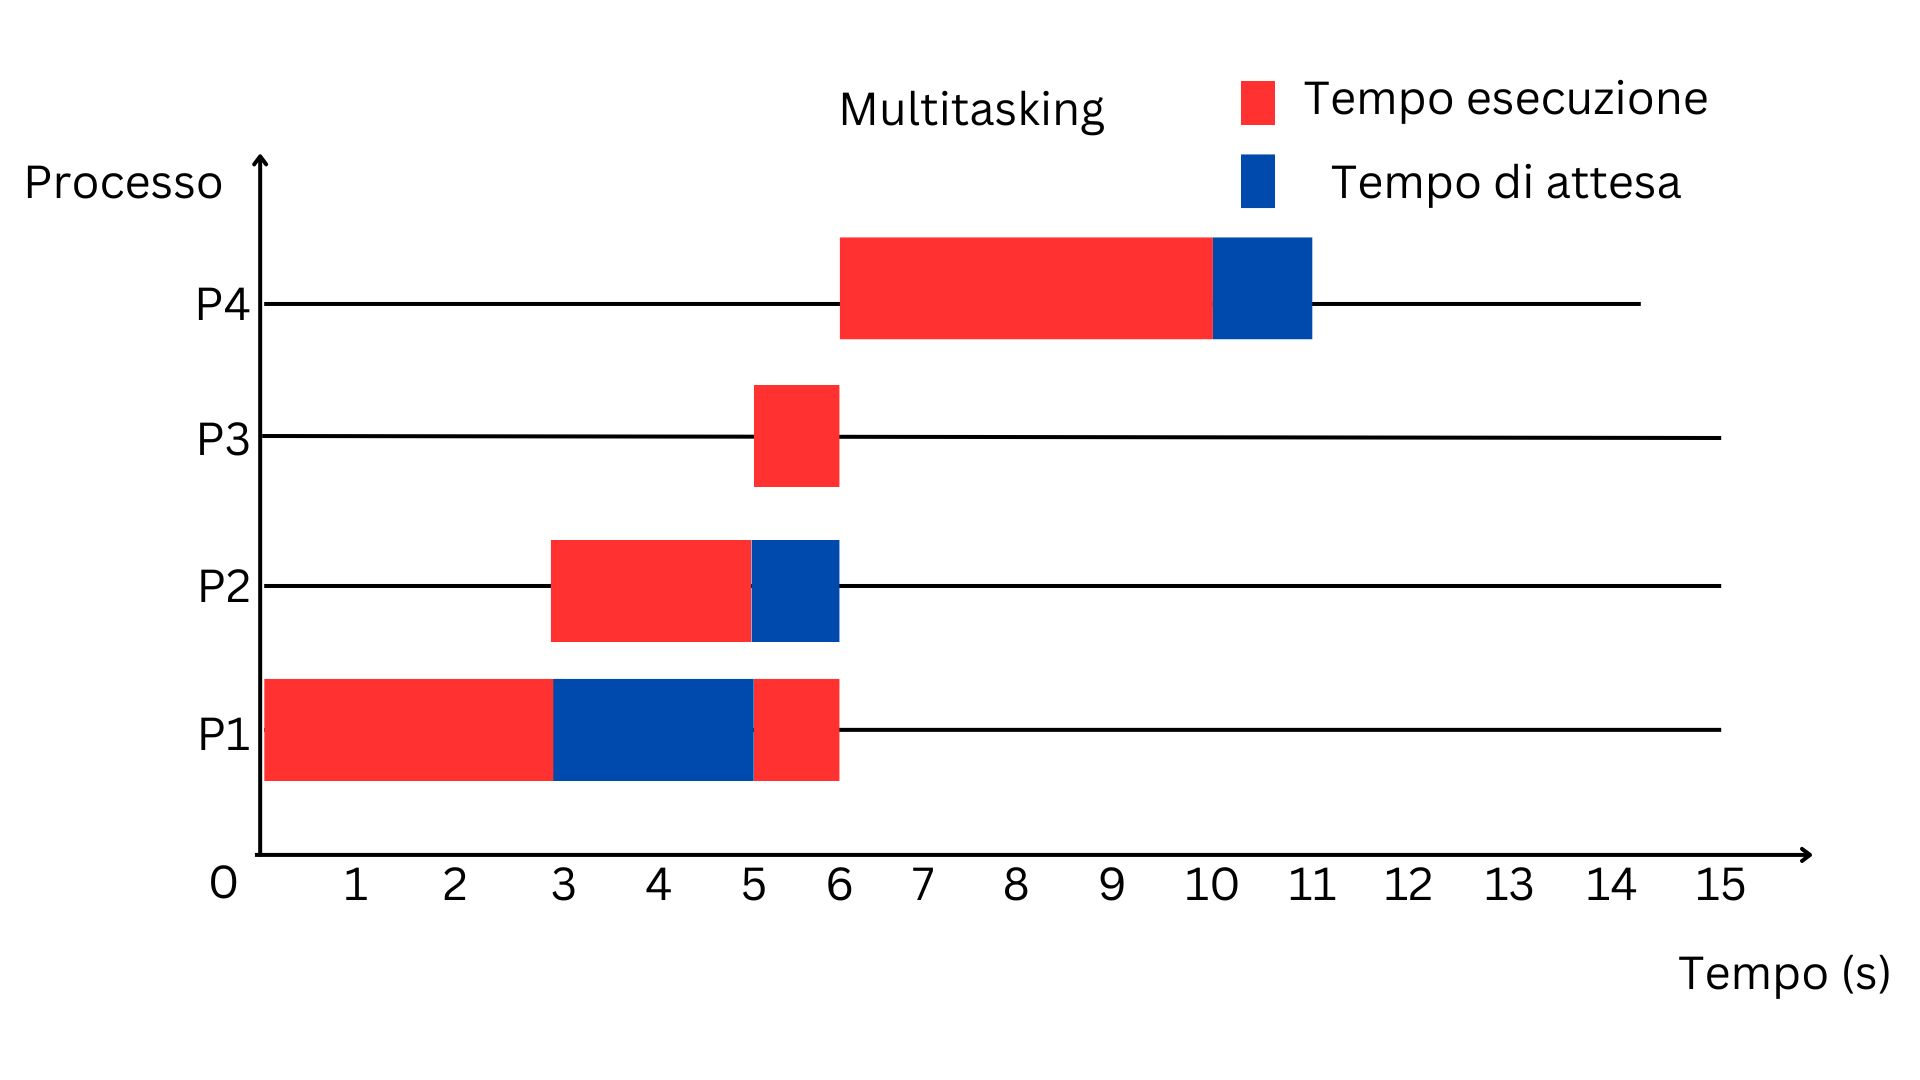 Multitasking
Tempo esecuzione
Tempo di attesa
Processo
P4
P3
P2
P1
0 1 2 3 4 5 6 7 8 9 10 11 12 13 14 15
Tempo (s)